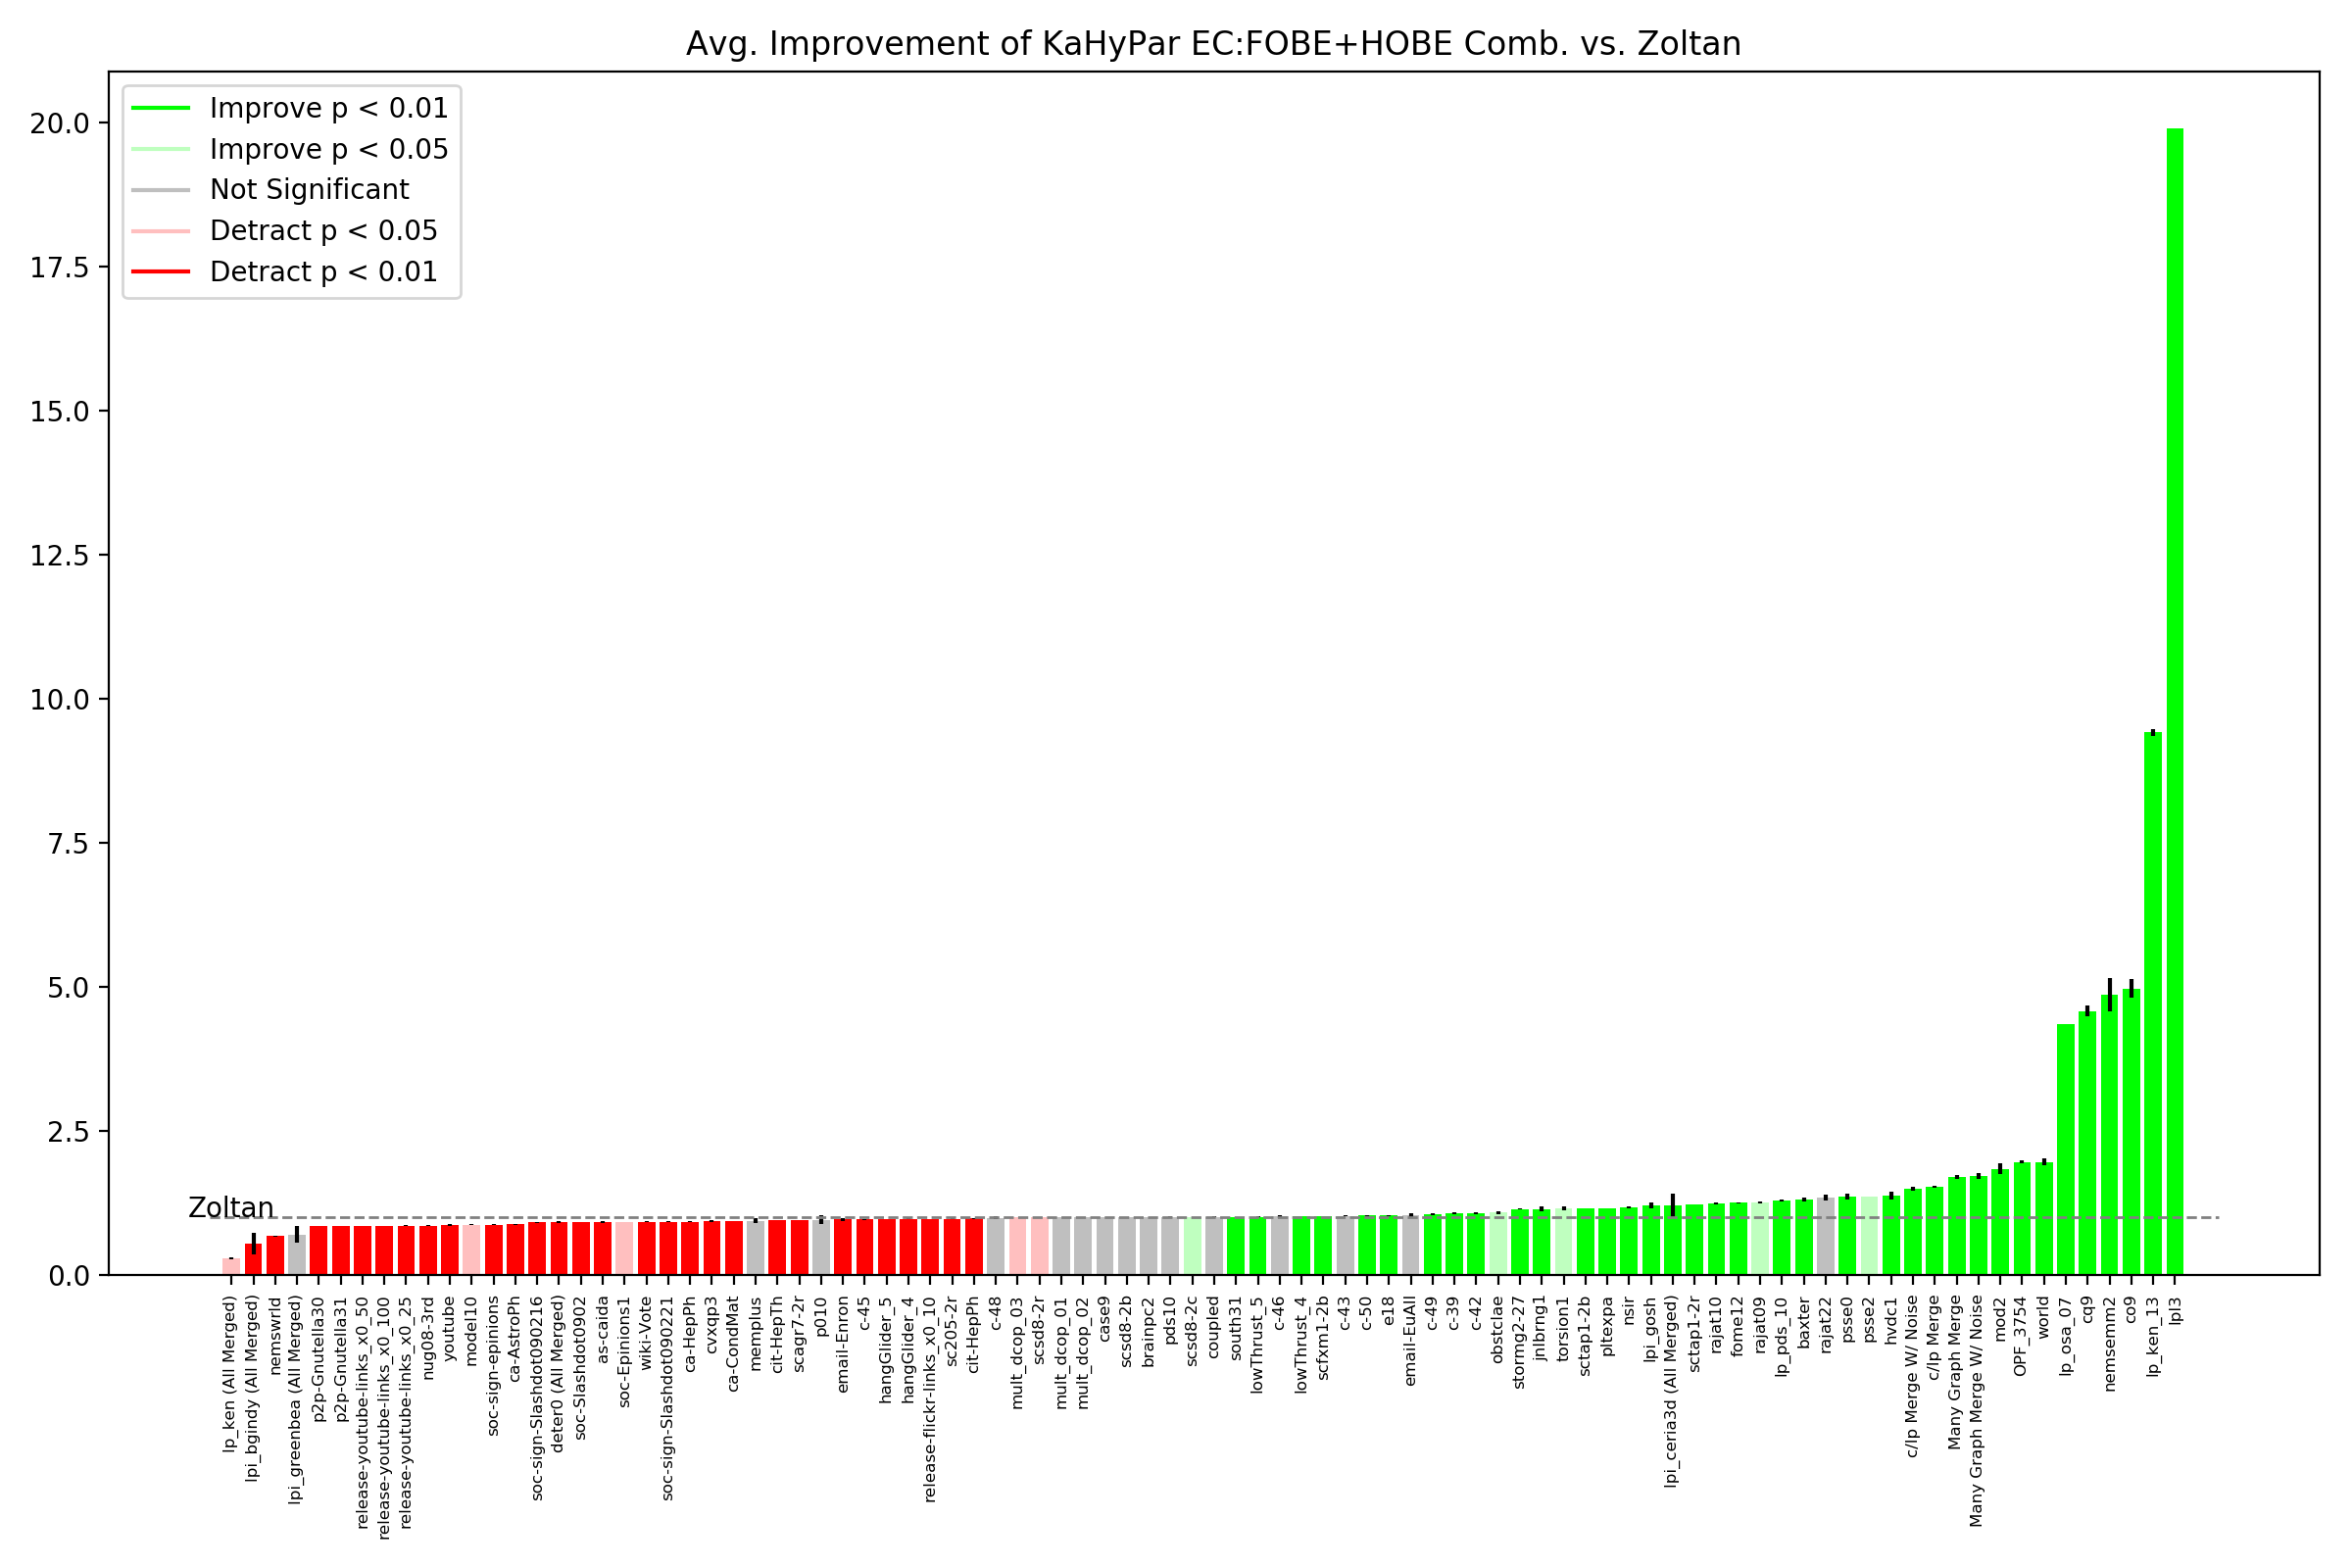 Avg. Improvement of KaHyPar EC:FOBE+HOBE Comb. vs. Zoltan
Improve p < 0.01
Improve p < 0.05
Not Significant
Detract p < 0.05
Detract p < 0.01
20.0
17.5
15.0
12.5
10.0
7.5
5.0
2.5
0.0
Zoltan
lp_ken (All Merged)
lpi_bgindy (All Merged)
nemswrld
lpi_greenbea (All Merged)
p2p-Gnutella30
p2p-Gnutella31
release-youtube-links_x0_50
release-youtube-links_x0_100
release-youtube-links_x0_25
nug08-3rd
youtube
model10
soc-sign-epinions
ca-AstroPh
soc-sign-Slashdot090216
deter0 (All Merged)
soc-Slashdot0902
as-caida
soc-Epinions1
wiki-Vote
soc-sign-Slashdot090221
ca-HepPh
cvxqp3
ca-CondMat
memplus
cit-HepTh
scagr7-2r
p010
email-Enron
c-45
hangGlider_5
hangGlider_4
release-flickr-links_x0_10
sc205-2r
cit-HepPh
c-48
mult_dcop_03
scsd8-2r
mult_dcop_01
mult_dcop_02
case9
scsd8-2b
brainpc2
pds10
scsd8-2c
coupled
south31
lowThrust_5
c-46
lowThrust_4
scfxm1-2b
c-43
c-50
e18
email-EuAll
c-49
c-39
c-42
obstclae
stormg2-27
jnlbrng1
torsion1
sctap1-2b
pltexpa
nsir
lpi_gosh
lpi_ceria3d (All Merged)
sctap1-2r
rajat10
fome12
rajat09
lp_pds_10
baxter
rajat22
psse0
psse2
hvdc1
c/lp Merge W/ Noise
c/lp Merge
Many Graph Merge
Many Graph Merge W/ Noise
mod2
OPF_3754
world
lp_osa_07
cq9
nemsemm2
co9
lp_ken_13
lpl3